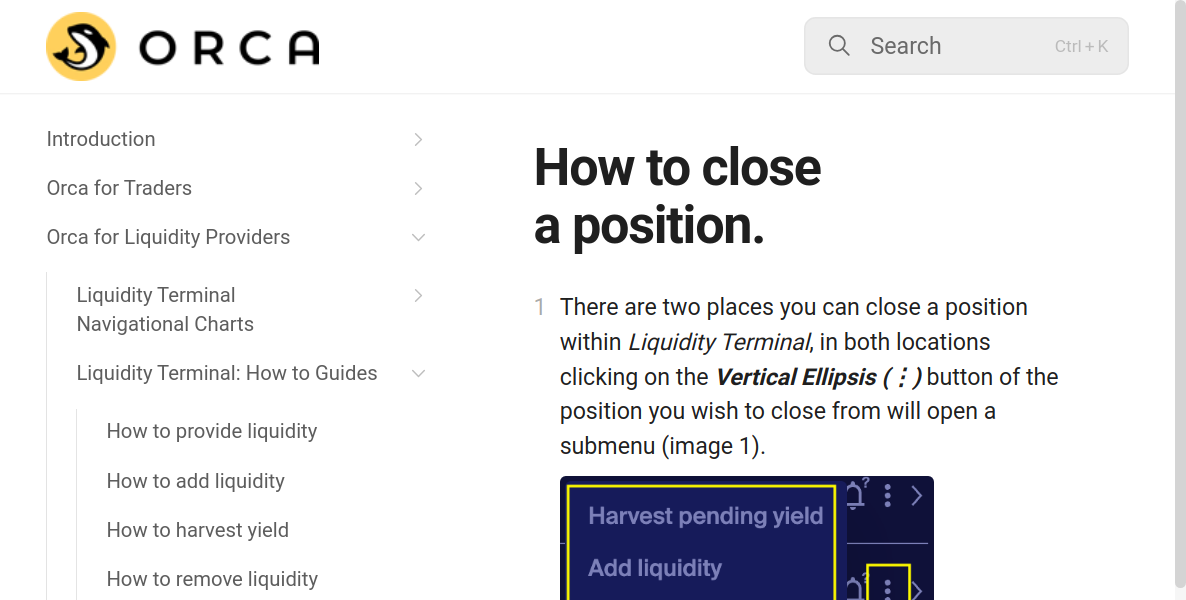 ORCA
Search
Ctrl + K
Introduction
Orca for Traders
Orca for Liquidity Providers
Liquidity Terminal
Navigational Charts
Liquidity Terminal: How to Guides
How to provide liquidity
How to add liquidity
How to harvest yield
How to remove liquidity
How to close
a position.
1 There are two places you can close a position
within Liquidity Terminal, in both locations
clicking on the Vertical Ellipsis (⋮) button of the
position you wish to close from will open a
submenu (image 1).
Harvest pending yield
?
Add liquidity
?